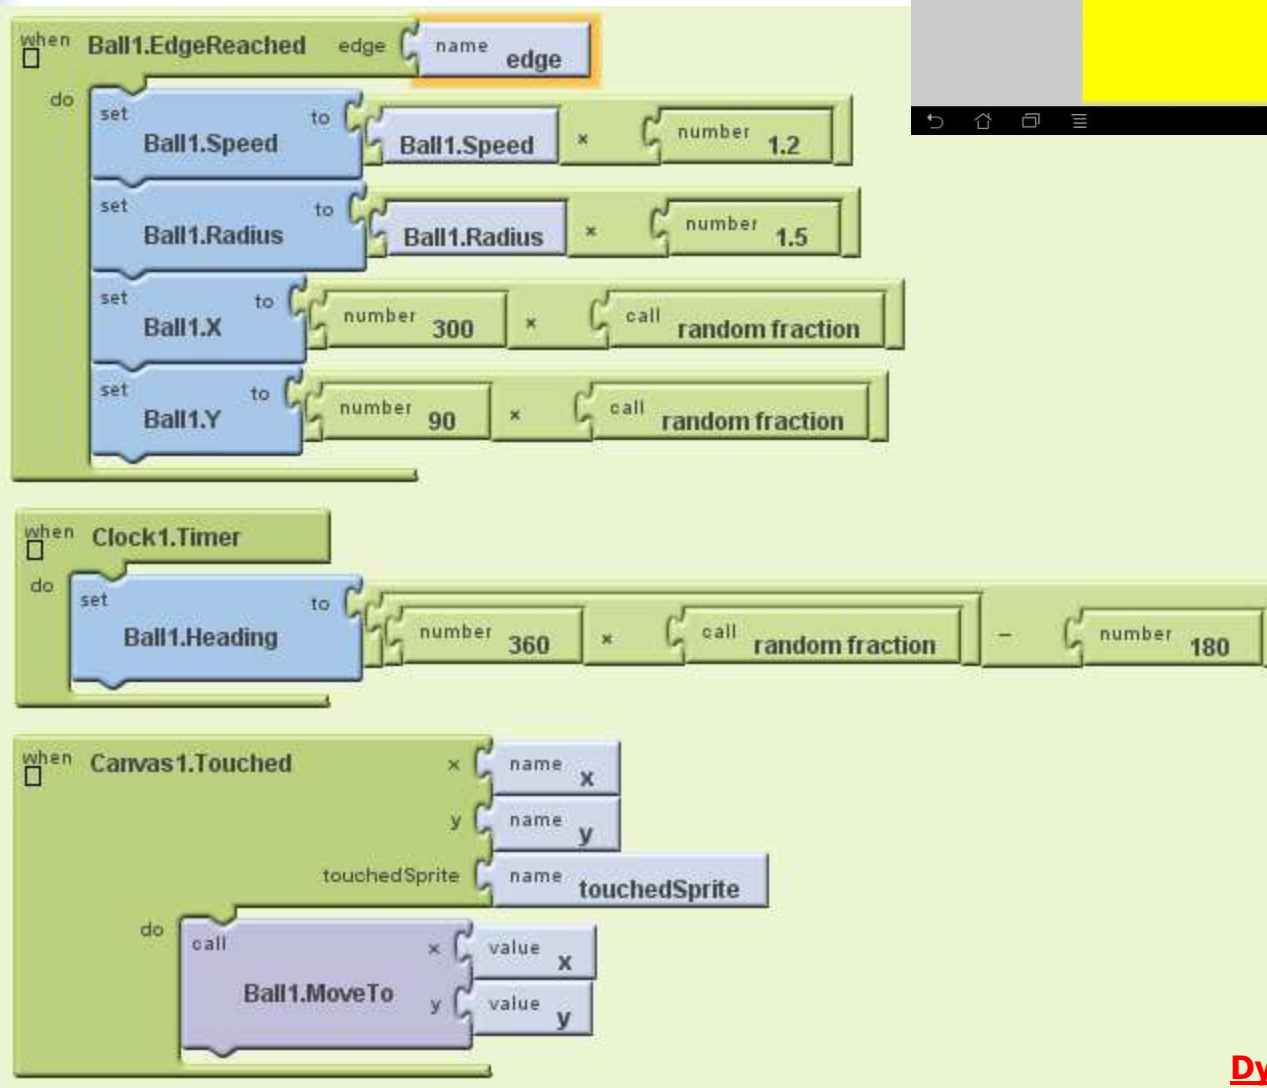 when Ball1.EdgeReached edge name edge
do set Ball1.Speed to Ball1.Speed × number 1.2
set Ball1.Radius to Ball1.Radius × number 1.5
set Ball1.X to number 300 × call random fraction
set Ball1.Y to number 90 × call random fraction
when Clock1.Timer
do set Ball1.Heading to number 360 × call random fraction - number 180
when Canvas1.Touched x name x
y name y
touchedSprite name touchedSprite
do call Ball1.MoveTo x value x
y value y
Dy